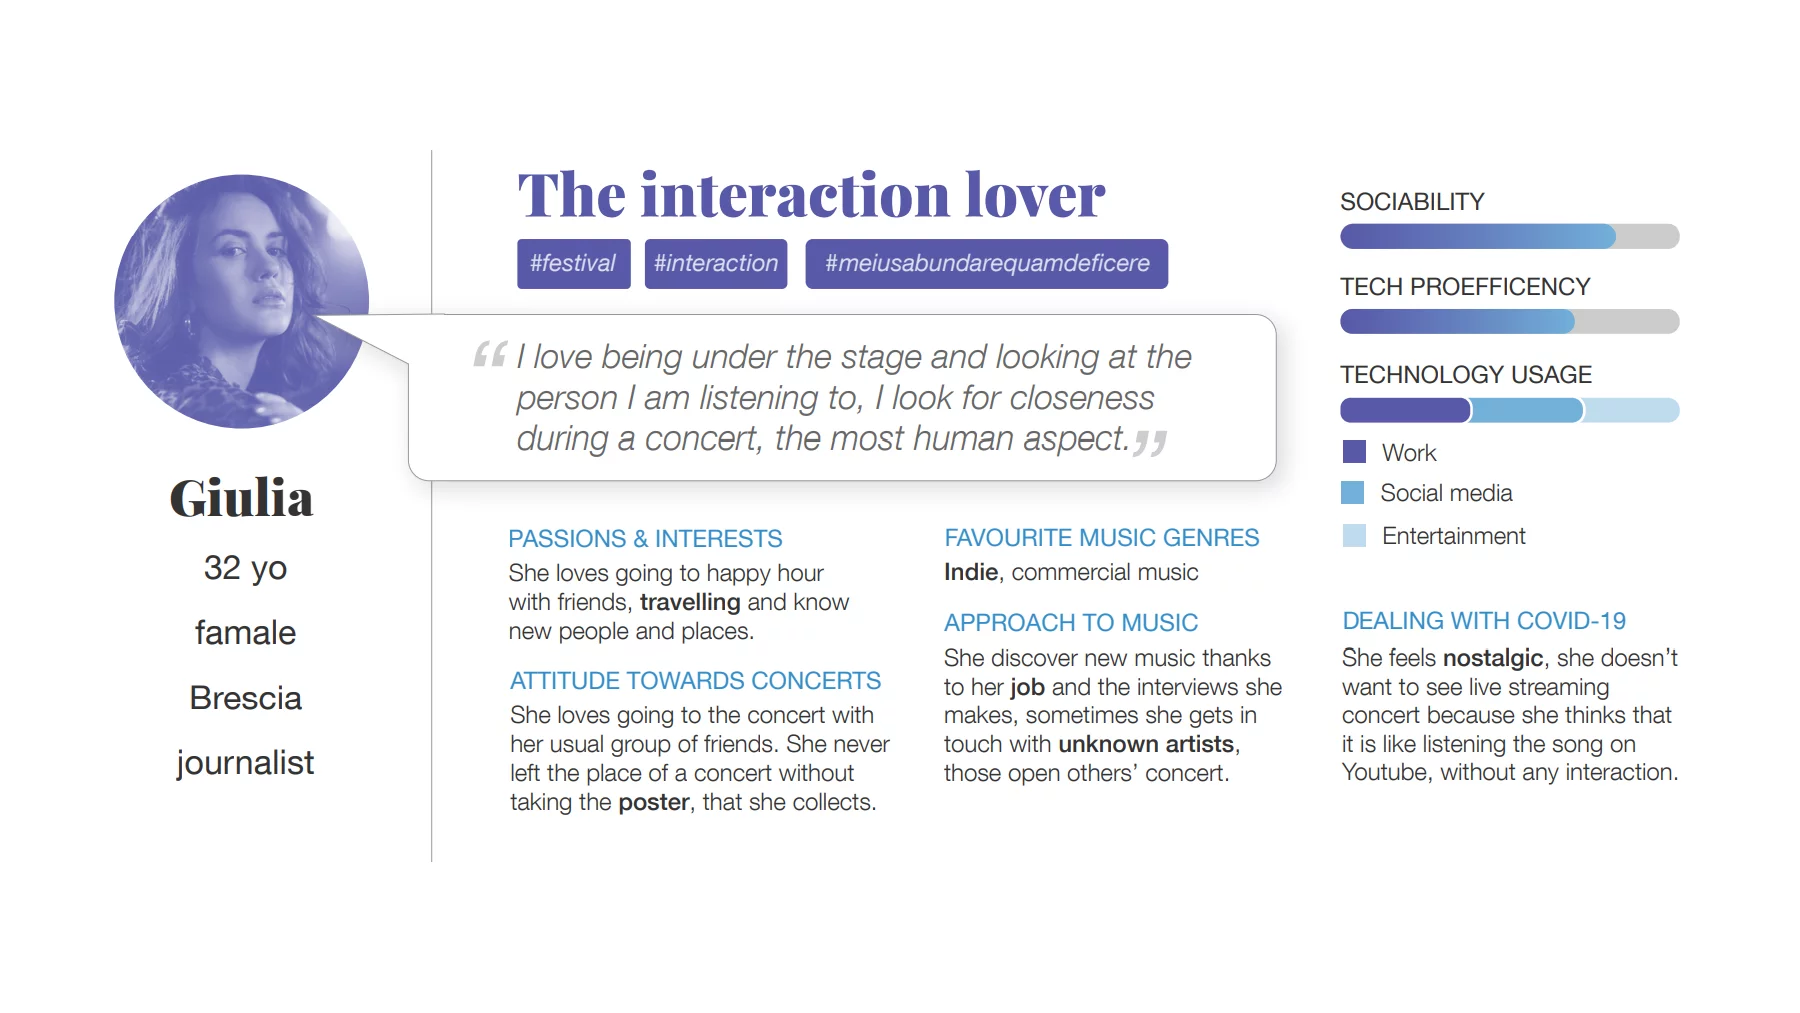 Giulia
32 yo
famale
Brescia
journalist
The interaction lover
#festival #interaction #meiusabundarequamdeficere
“I love being under the stage and looking at the
person I am listening to, I look for closeness
during a concert, the most human aspect.”
PASSIONS & INTERESTS
She loves going to happy hour
with friends, travelling and know
new people and places.
ATTITUDE TOWARDS CONCERTS
She loves going to the concert with
her usual group of friends. She never
left the place of a concert without
taking the poster, that she collects.
FAVOURITE MUSIC GENRES
Indie, commercial music
APPROACH TO MUSIC
She discover new music thanks
to her job and the interviews she
makes, sometimes she gets in
touch with unknown artists,
those open others’ concert.
SOCIABILITY
TECH PROEFFICENCY
TECHNOLOGY USAGE
Work
Social media
Entertainment
DEALING WITH COVID-19
She feels nostalgic, she doesn’t
want to see live streaming
concert because she thinks that
it is like listening the song on
Youtube, without any interaction.